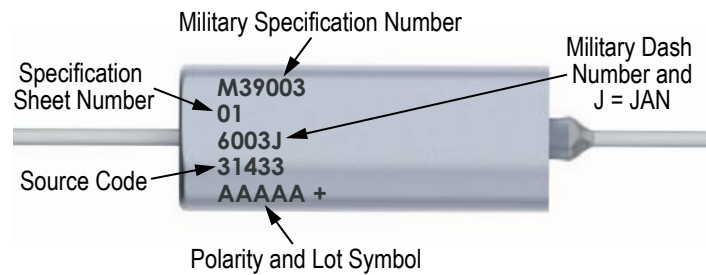 Military Specification Number
Specification
Sheet Number
Military Dash
Number and
J = JAN
M39003
01
6003J
31433
AAAAA +
Source Code
Polarity and Lot Symbol